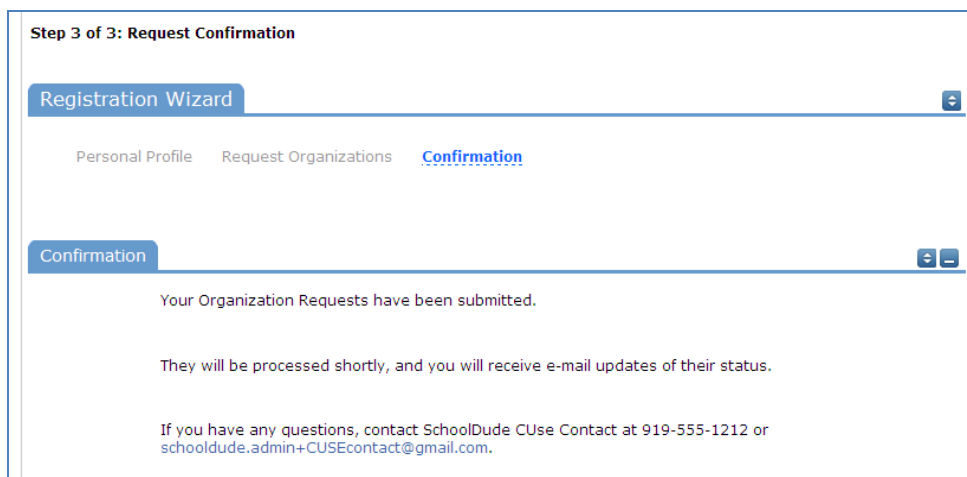 Step 3 of 3: Request Confirmation
Registration Wizard
Personal Profile Request Organizations Confirmation
Confirmation
Your Organization Requests have been submitted.
They will be processed shortly, and you will receive e-mail updates of their status.
If you have any questions, contact SchoolDude CUse Contact at 919-555-1212 or
schooldude.admin+CUSEcontact@gmail.com.